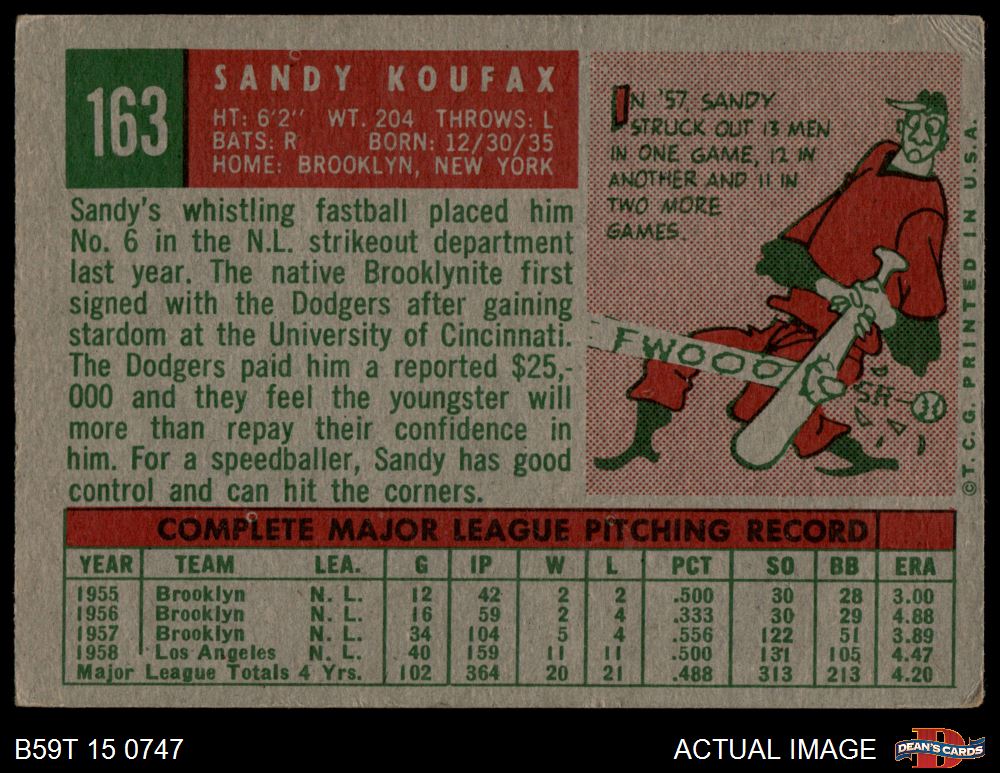 163
SANDY KOUFAX
HT: 6'2" WT. 204 THROWS: L
BATS: R BORN: 12/30/35
HOME: BROOKLYN, NEW YORK
Sandy's whistling fastball placed him
No. 6 in the N.L. strikeout department
last year. The native Brooklynite first
signed with the Dodgers after gaining
stardom at the University of Cincinnati.
The Dodgers paid him a reported $25,-
000 and they feel the youngster will
more than repay their confidence in
him. For a speedballer, Sandy has good
control and can hit the corners.
IN '57, SANDY
STRUCK OUT 13 MEN
IN ONE GAME, 12 IN
ANOTHER AND 11 IN
TWO MORE
GAMES.
FWOOO
©T.C.G. PRINTED IN U.S.A.
COMPLETE MAJOR LEAGUE PITCHING RECORD
YEAR TEAM LEA. G IP W L PCT SO BB ERA
1955 Brooklyn N. L. 12 42 2 2 .500 30 28 3.00
1956 Brooklyn N. L. 16 59 2 4 .333 30 29 4.88
1957 Brooklyn N. L. 34 104 5 4 .556 122 51 3.89
1958 Los Angeles N. L. 40 159 11 11 .500 131 105 4.47
Major League Totals 4 Yrs. 102 364 20 21 .488 313 213 4.20
B59T 15 0747
ACTUAL IMAGE
DEAN'S CARDS